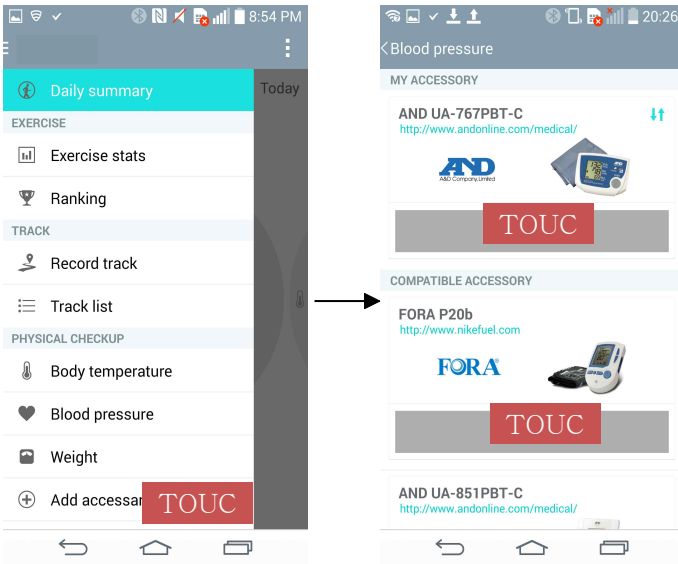 8:54 PM
Daily summary
Today
EXERCISE
Exercise stats
Ranking
TRACK
Record track
Track list
PHYSICAL CHECKUP
Body temperature
Blood pressure
Weight
Add accessar
TOUC
20:26
Blood pressure
MY ACCESSORY
AND UA-767PBT-C
http://www.andonline.com/medical/
AND
A&D Company, Limited
TOUC
COMPATIBLE ACCESSORY
FORA P20b
http://www.nikefuel.com
FORA®
TOUC
AND UA-851PBT-C
http://www.andonline.com/medical/